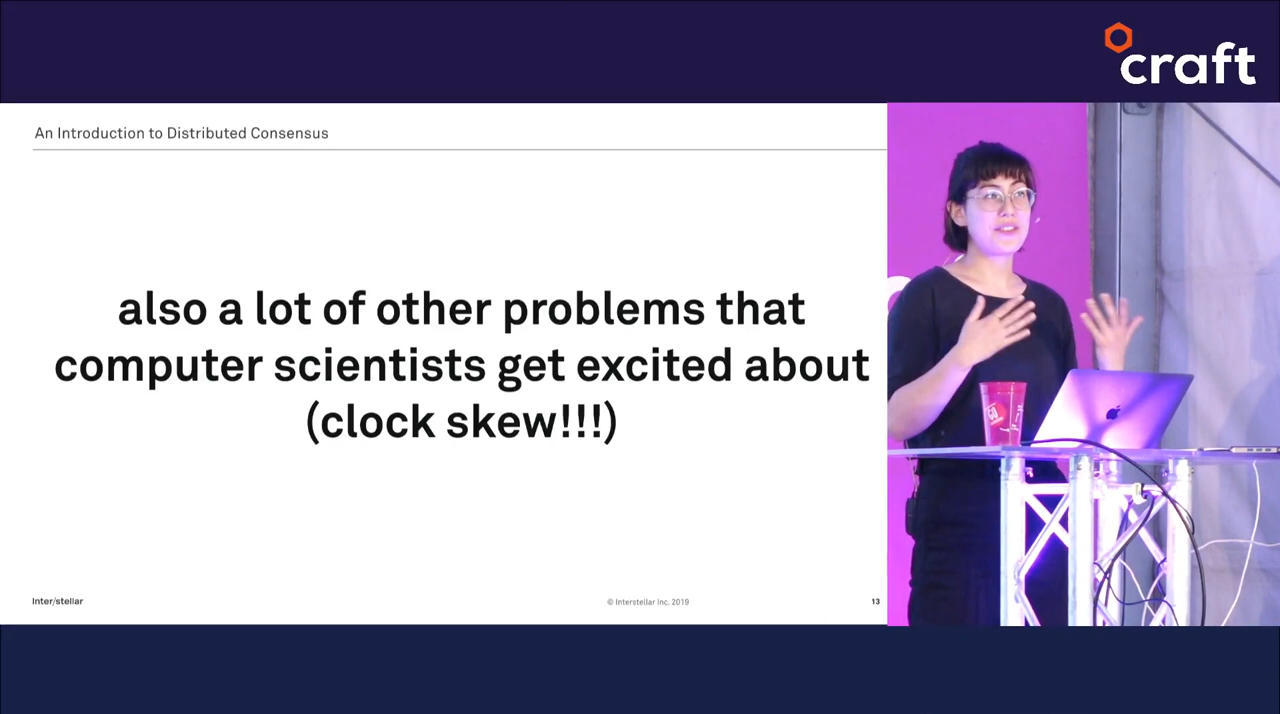 craft
An Introduction to Distributed Consensus
also a lot of other problems that
computer scientists get excited about
(clock skew!!!)
Inter/stellar
© Interstellar Inc. 2019
13